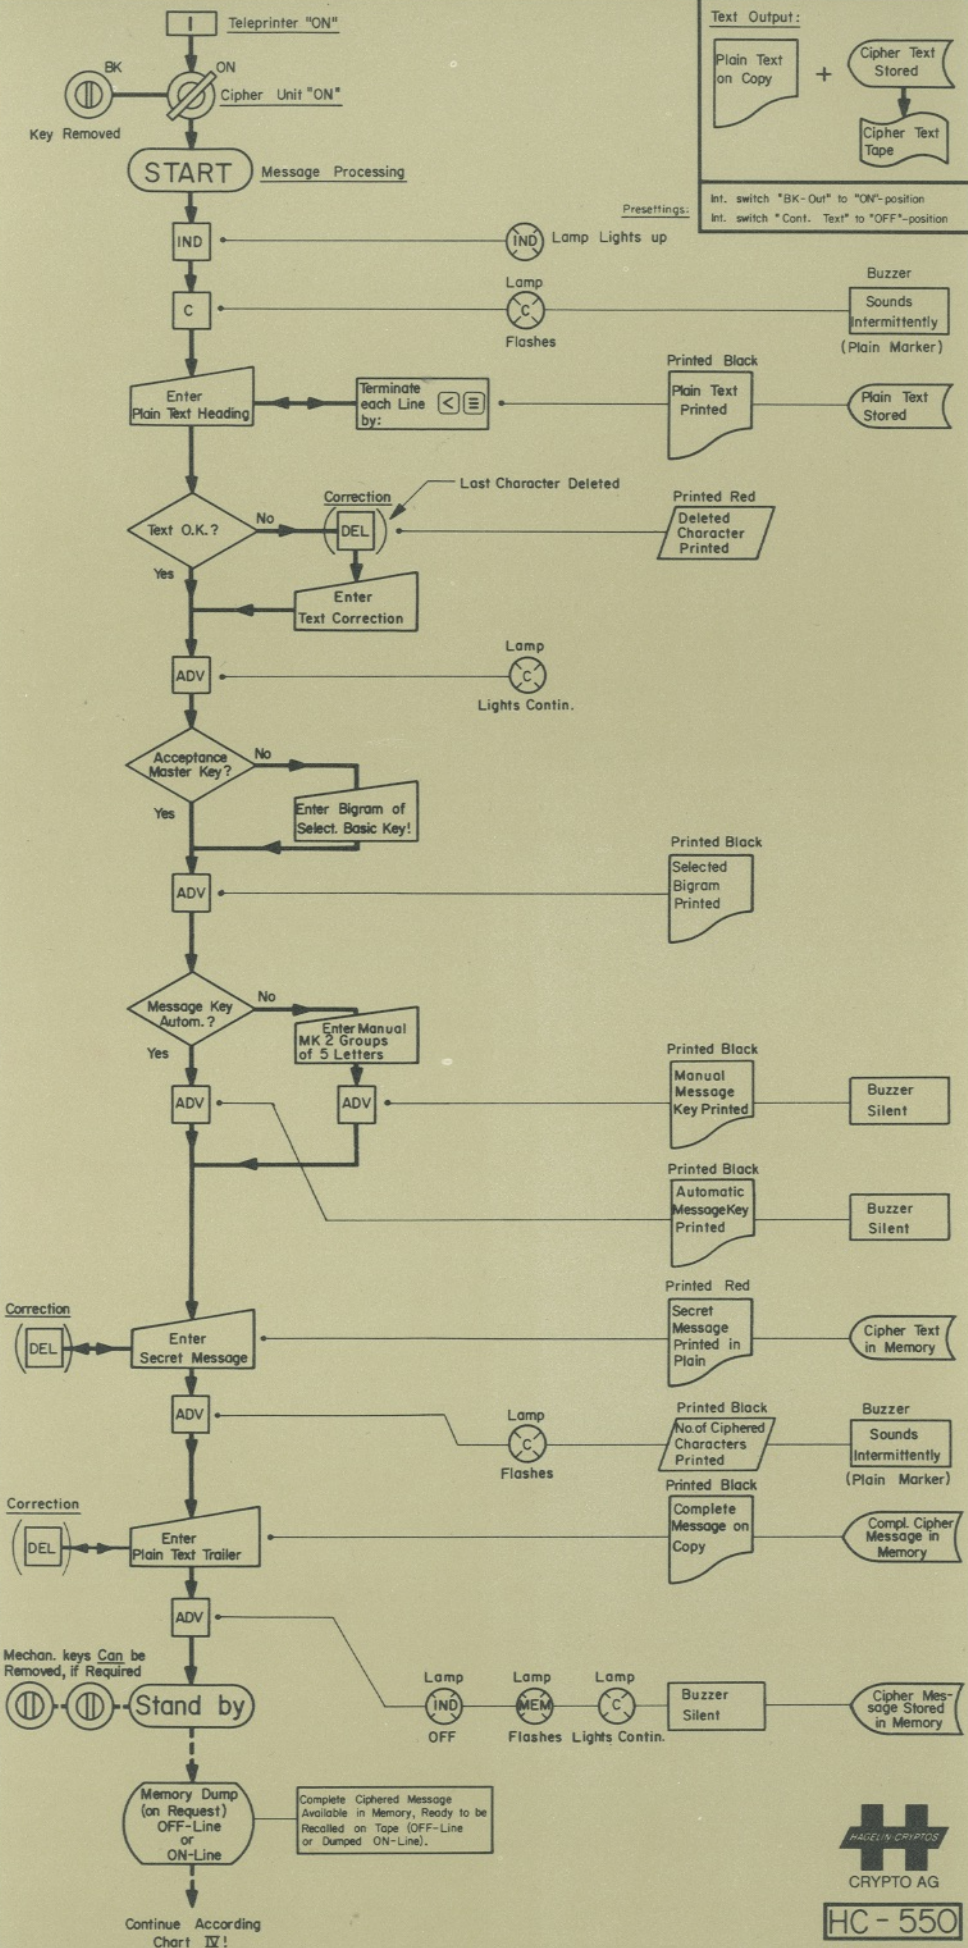 I
Teleprinter "ON"
BK
ON
Cipher Unit "ON"
Key Removed
START
Message Processing
Text Output:
Plain Text
on Copy
+
Cipher Text
Stored
Cipher Text
Tape
Int. switch "BK-Out" to "ON"-position
Int. switch "Cont. Text" to "OFF"-position
Presettings:
IND
IND
Lamp Lights up
C
Lamp
C
Flashes
Buzzer
Sounds
Intermittently
(Plain Marker)
Enter
Plain Text Heading
Terminate
each Line < ≡
by:
Printed Black
Plain Text
Printed
Plain Text
Stored
Text O.K.?
No
Yes
(Correction)
DEL
Last Character Deleted
Printed Red
Deleted
Character
Printed
Enter
Text Correction
ADV
Lamp
C
Lights Contin.
Acceptance
Master Key?
No
Yes
Enter Bigram of
Select. Basic Key!
ADV
Printed Black
Selected
Bigram
Printed
Message Key
Autom.?
No
Yes
Enter Manual
MK 2 Groups
of 5 Letters
ADV
ADV
Printed Black
Manual
Message
Key Printed
Buzzer
Silent
Printed Black
Automatic
MessageKey
Printed
Buzzer
Silent
Correction
(DEL)
Enter
Secret Message
Printed Red
Secret
Message
Printed in
Plain
Cipher Text
in Memory
ADV
Lamp
C
Flashes
Printed Black
No.of Ciphered
Characters
Printed
Buzzer
Sounds
Intermittently
(Plain Marker)
Correction
(DEL)
Enter
Plain Text Trailer
Printed Black
Complete
Message on
Copy
Compl. Cipher
Message in
Memory
ADV
Mechan. keys Can be
Removed, if Required
Stand by
Lamp
IND
OFF
Lamp
MEM
Flashes
Lamp
C
Lights Contin.
Buzzer
Silent
Cipher Mes-
sage Stored
in Memory
Memory Dump
(on Request)
OFF-Line
or
ON-Line
Complete Ciphered Message
Available in Memory, Ready to be
Recalled on Tape (OFF-Line
or Dumped ON-Line).
Continue According
Chart IV!
HAGELIN-CRYPTOS
CRYPTO AG
HC-550